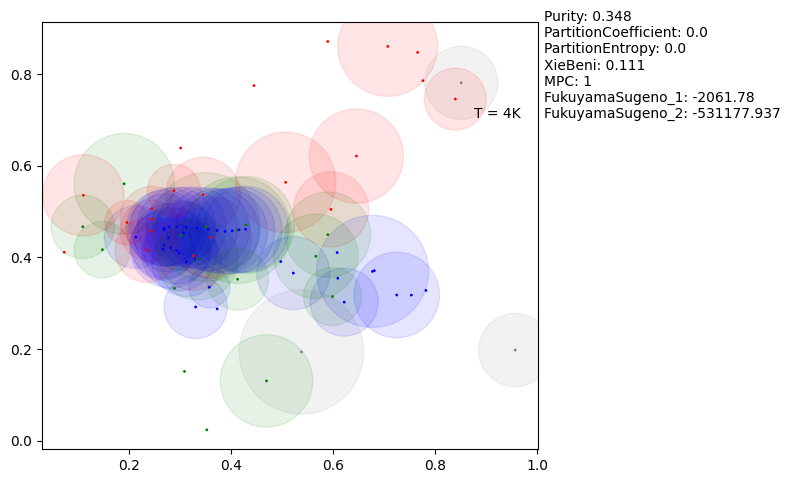 Purity: 0.348
PartitionCoefficient: 0.0
PartitionEntropy: 0.0
XieBeni: 0.111
MPC: 1
FukuyamaSugeno_1: -2061.78
FukuyamaSugeno_2: -531177.937
T = 4K
0.8
0.6
0.4
0.2
0.0
0.2 0.4 0.6 0.8 1.0